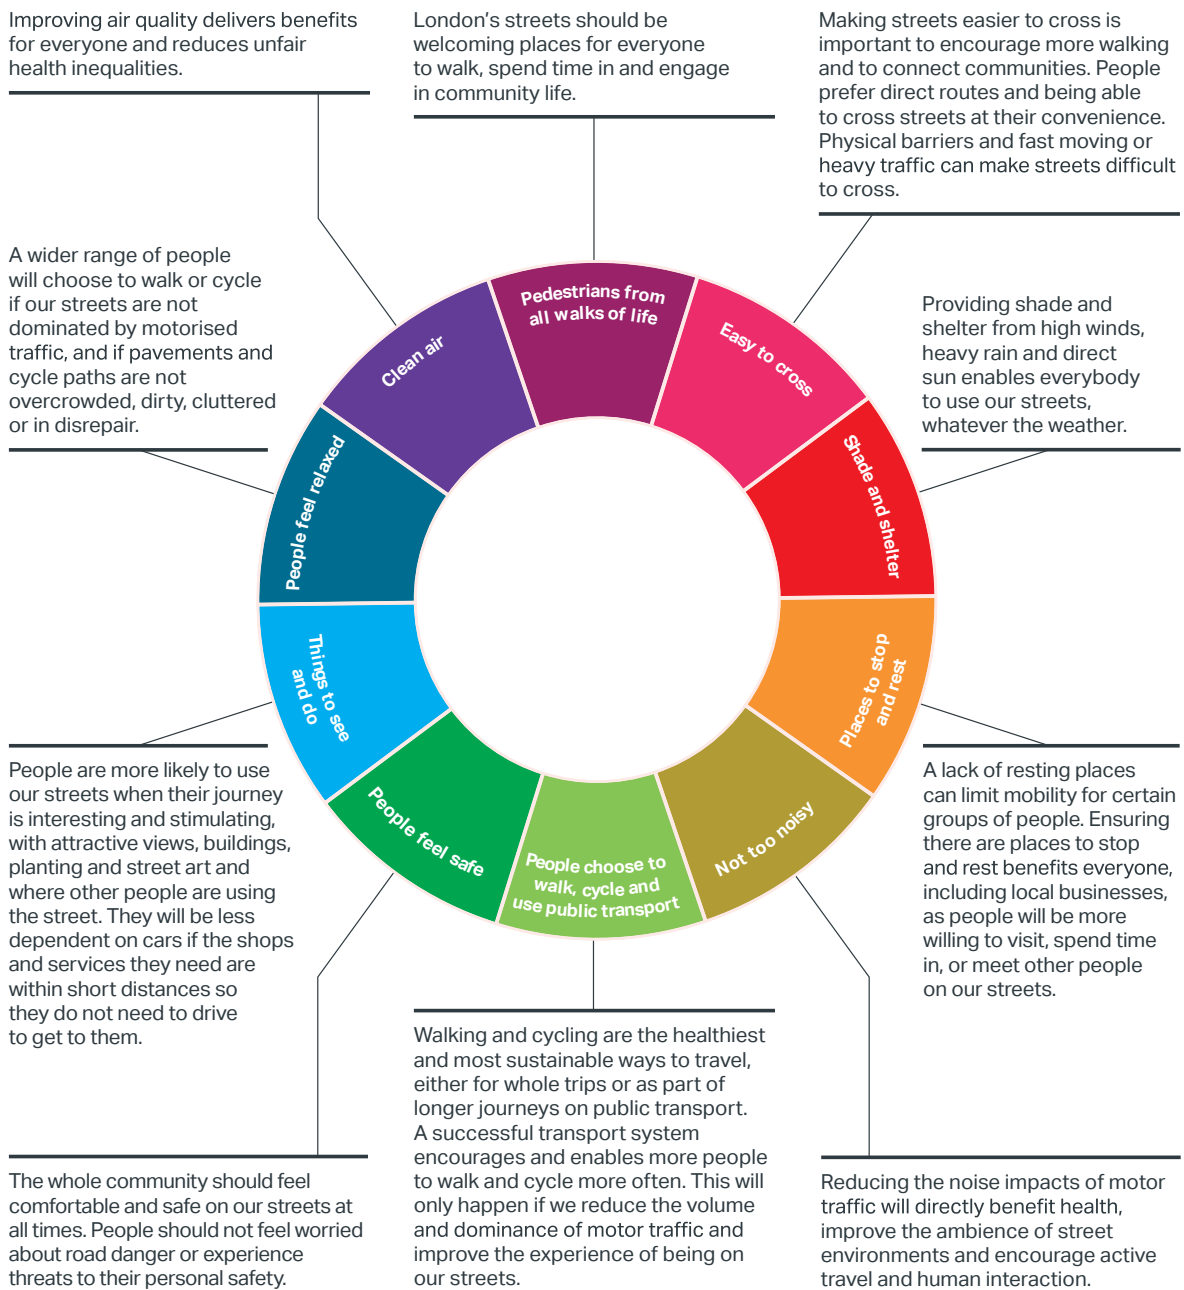 Improving air quality delivers benefits
for everyone and reduces unfair
health inequalities.
London’s streets should be
welcoming places for everyone
to walk, spend time in and engage
in community life.
Making streets easier to cross is
important to encourage more walking
and to connect communities. People
prefer direct routes and being able
to cross streets at their convenience.
Physical barriers and fast moving or
heavy traffic can make streets difficult
to cross.
A wider range of people
will choose to walk or cycle
if our streets are not
dominated by motorised
traffic, and if pavements and
cycle paths are not
overcrowded, dirty, cluttered
or in disrepair.
Providing shade and
shelter from high winds,
heavy rain and direct
sun enables everybody
to use our streets,
whatever the weather.
Pedestrians from
all walks of life
Easy to cross
Shade and shelter
Places to stop
and rest
Not too noisy
People choose to
walk, cycle and
use public transport
People feel safe
Things to see
and do
People feel relaxed
Clean air
People are more likely to use
our streets when their journey
is interesting and stimulating,
with attractive views, buildings,
planting and street art and
where other people are using
the street. They will be less
dependent on cars if the shops
and services they need are
within short distances so
they do not need to drive
to get to them.
A lack of resting places
can limit mobility for certain
groups of people. Ensuring
there are places to stop
and rest benefits everyone,
including local businesses,
as people will be more
willing to visit, spend time
in, or meet other people
on our streets.
The whole community should feel
comfortable and safe on our streets at
all times. People should not feel worried
about road danger or experience
threats to their personal safety.
Walking and cycling are the healthiest
and most sustainable ways to travel,
either for whole trips or as part of
longer journeys on public transport.
A successful transport system
encourages and enables more people
to walk and cycle more often. This will
only happen if we reduce the volume
and dominance of motor traffic and
improve the experience of being on
our streets.
Reducing the noise impacts of motor
traffic will directly benefit health,
improve the ambience of street
environments and encourage active
travel and human interaction.